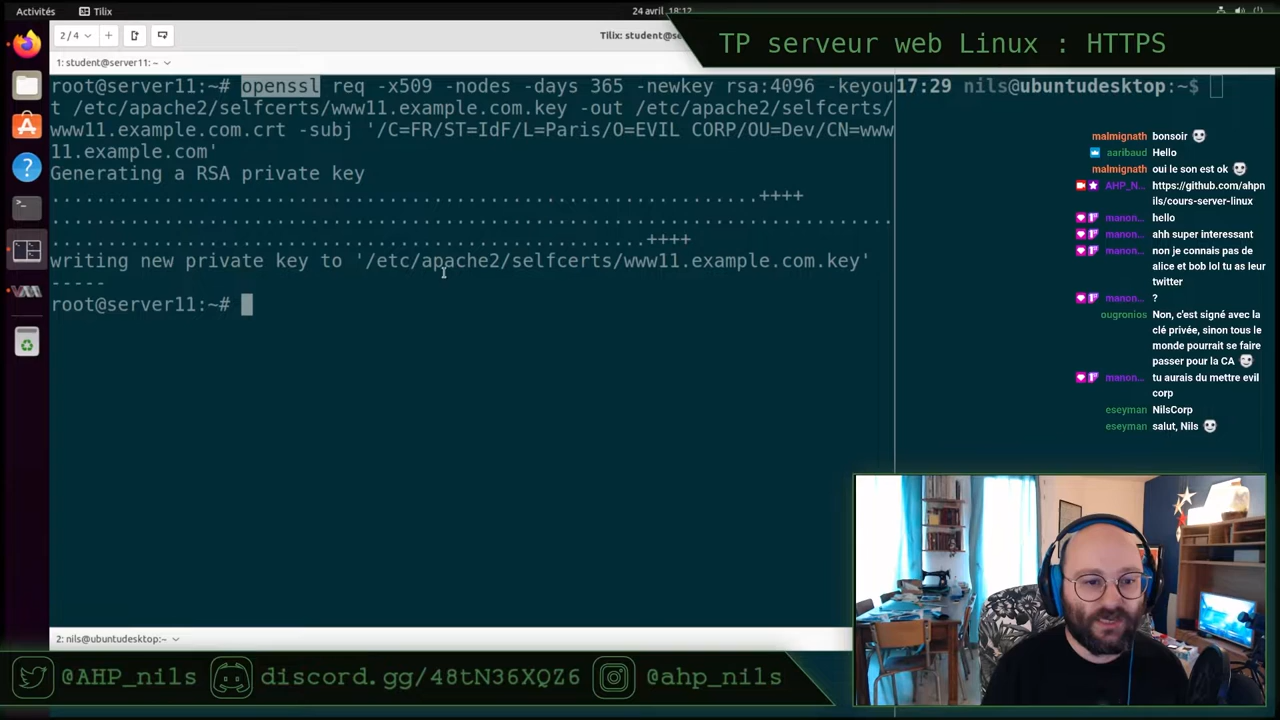 Activités
Tilix
24 avril 18:12
2/4
Tilix: student@se
1: student@server11: ~
TP serveur web Linux : HTTPS
root@server11:~# openssl req -x509 -nodes -days 365 -newkey rsa:4096 -keyou
t /etc/apache2/selfcerts/www11.example.com.key -out /etc/apache2/selfcerts/
www11.example.com.crt -subj '/C=FR/ST=IdF/L=Paris/O=EVIL CORP/OU=Dev/CN=www
11.example.com'
Generating a RSA private key
...............................................................................................++++
................................................................................................................
...............................................................................++++
writing new private key to '/etc/apache2/selfcerts/www11.example.com.key'
-----
root@server11:~#
17:29 nils@ubuntudesktop:~$
malmignath bonsoir
aaribaud Hello
malmignath oui le son est ok
AHP_N... https://github.com/ahpn
ils/cours-server-linux
manon... hello
manon... ahh super interessant
manon... non je connais pas de
alice et bob lol tu as leur
twitter
manon... ?
ougronios Non, c'est signé avec la
clé privée, sinon tous le
monde pourrait se faire
passer pour la CA
manon... tu aurais du mettre evil
corp
eseyman NilsCorp
eseyman salut, Nils
2: nils@ubuntudesktop:~
@AHP_nils
discord.gg/48tN36XQZ6
@ahp_nils